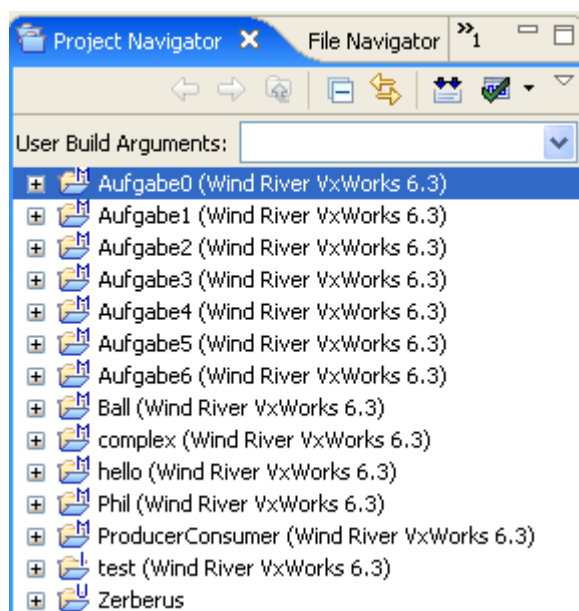 Project Navigator File Navigator »1
User Build Arguments:
Aufgabe0 (Wind River VxWorks 6.3)
Aufgabe1 (Wind River VxWorks 6.3)
Aufgabe2 (Wind River VxWorks 6.3)
Aufgabe3 (Wind River VxWorks 6.3)
Aufgabe4 (Wind River VxWorks 6.3)
Aufgabe5 (Wind River VxWorks 6.3)
Aufgabe6 (Wind River VxWorks 6.3)
Ball (Wind River VxWorks 6.3)
complex (Wind River VxWorks 6.3)
hello (Wind River VxWorks 6.3)
Phil (Wind River VxWorks 6.3)
ProducerConsumer (Wind River VxWorks 6.3)
test (Wind River VxWorks 6.3)
Zerberus